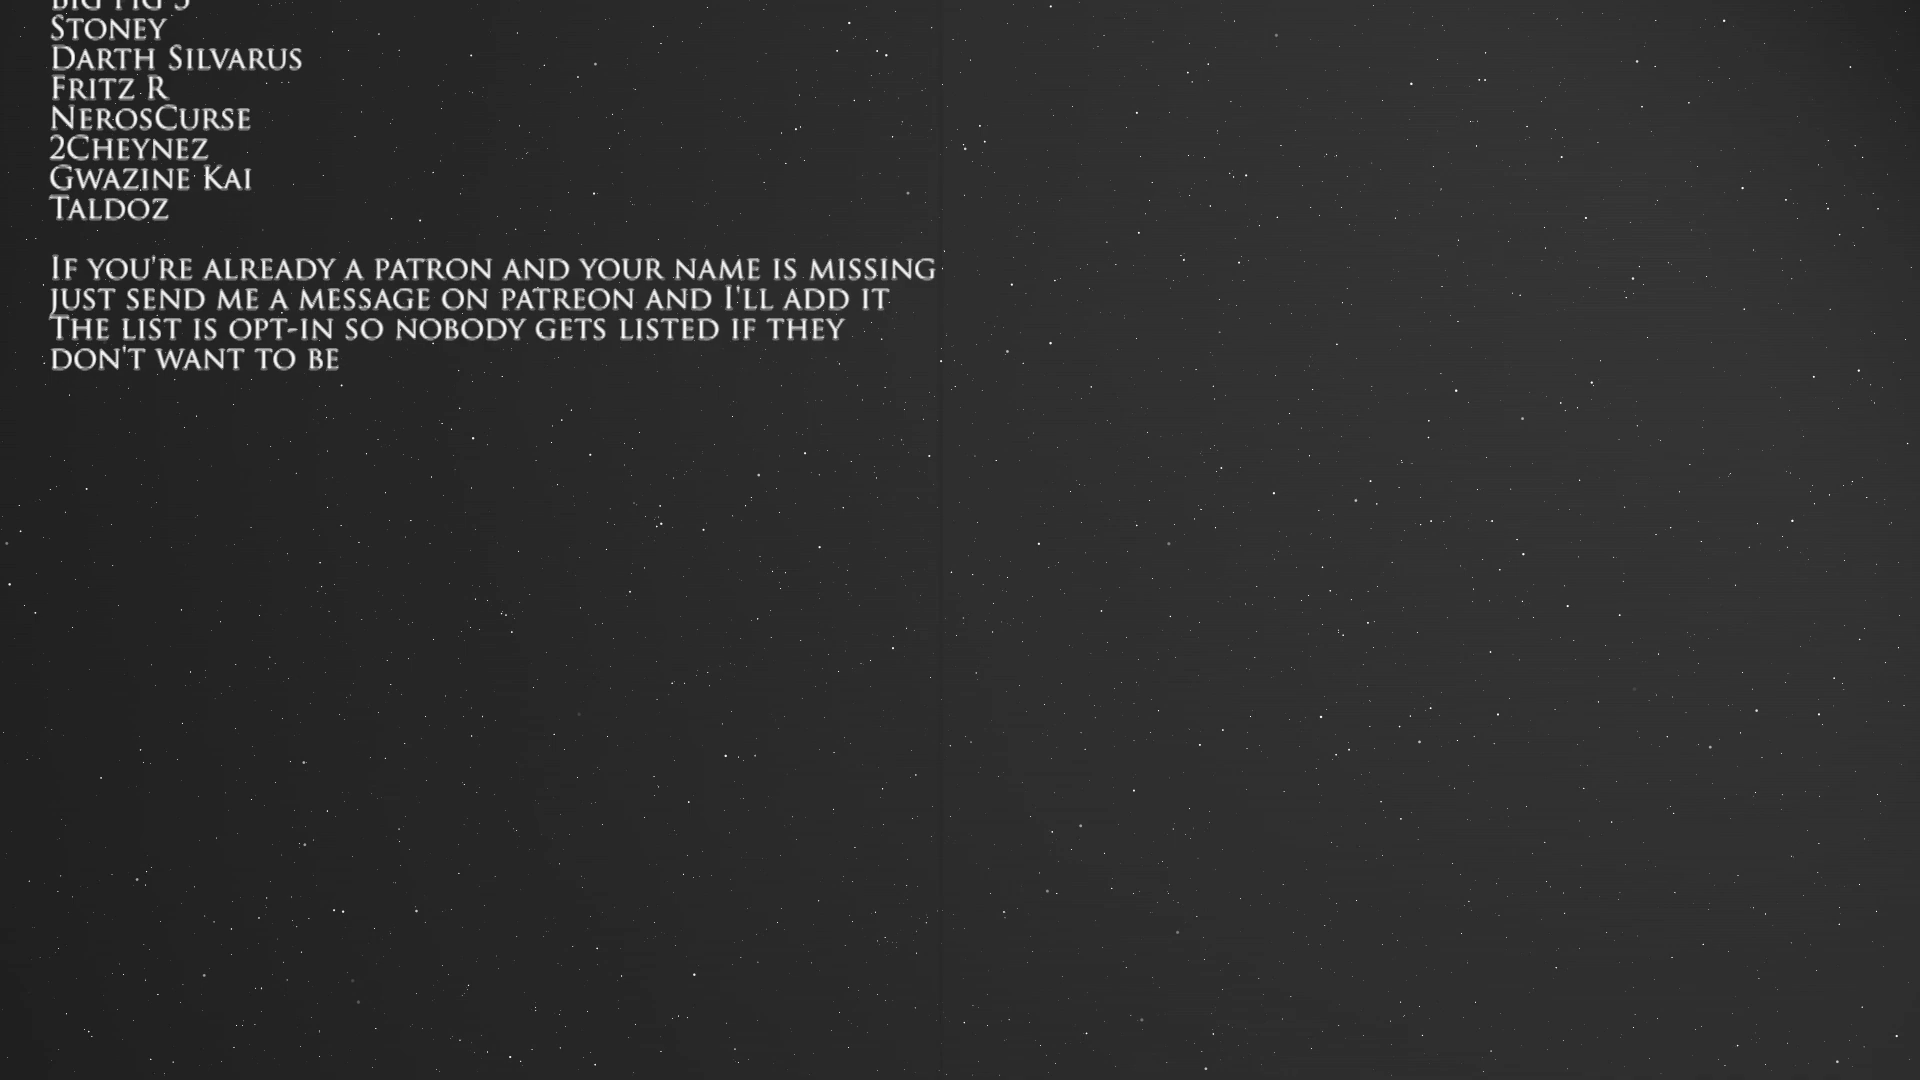 Stoney
Darth Silvarus
Fritz R
NerosCurse
2Cheynez
Gwazine Kai
Taldoz
If you're already a patron and your name is missing
just send me a message on patreon and I'll add it
The list is opt-in so nobody gets listed if they
don't want to be